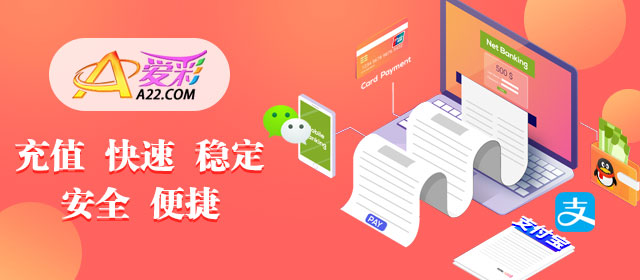 爱彩
A22.COM
充值 快速 稳定
安全 便捷
Card Payment
Net Banking
500 $
Mobile
Banking
PAY
支
支付宝